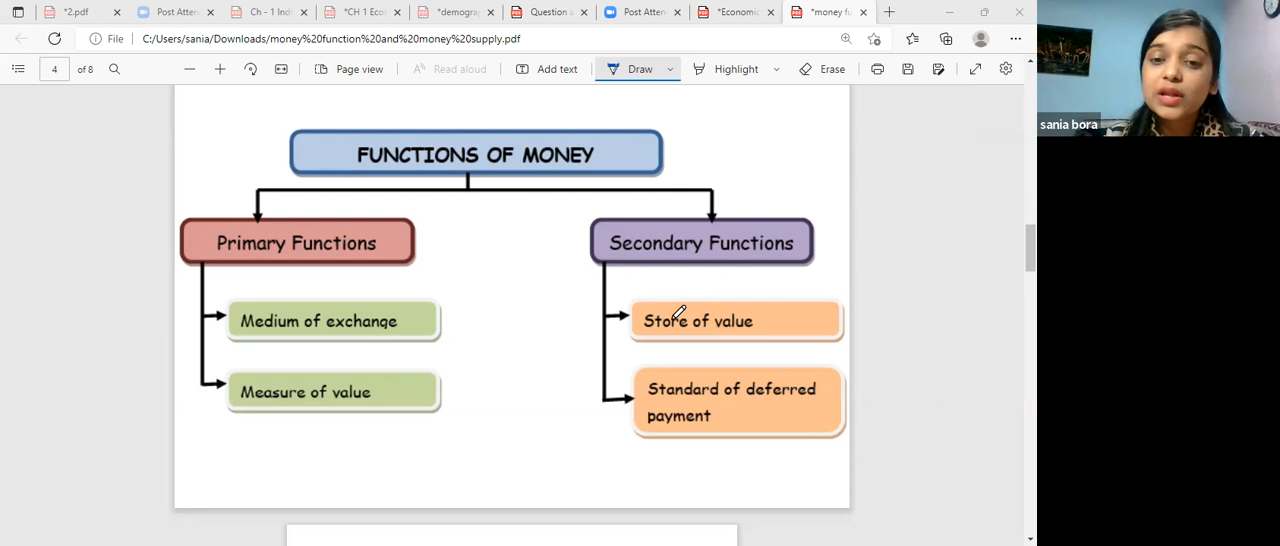 *2.pdf
Post Atten
Ch - 1 Ind
*CH 1 Eco
*demogra
Question a
Post Atten
*Economic
*money fu
File
C:/Users/sania/Downloads/money%20function%20and%20money%20supply.pdf
4 of 8
Page view
Read aloud
Add text
Draw
Highlight
Erase
sania bora
FUNCTIONS OF MONEY
Primary Functions
Secondary Functions
Medium of exchange
Store of value
Measure of value
Standard of deferred
payment